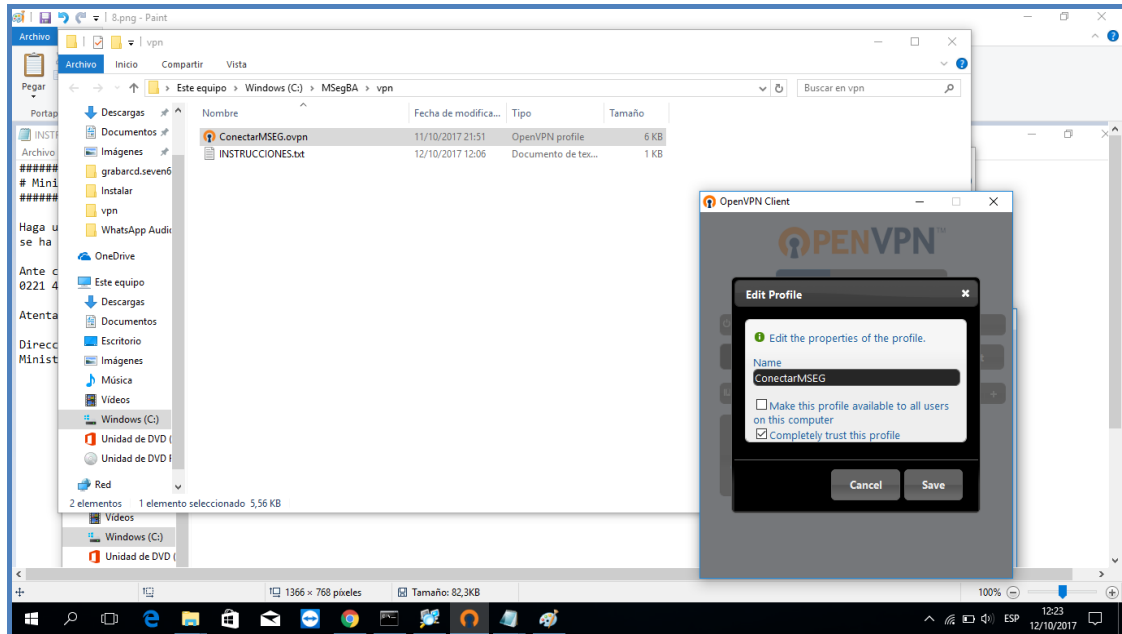 8.png - Paint
Archivo
Pegar
Portap
vpn
Archivo Inicio Compartir Vista
Este equipo > Windows (C:) > MSegBA > vpn
Buscar en vpn
Nombre Fecha de modifica... Tipo Tamaño
ConectarMSEG.ovpn 11/10/2017 21:51 OpenVPN profile 6 KB
INSTRUCCIONES.txt 12/10/2017 12:06 Documento de tex... 1 KB
Descargas
Documentos
Imágenes
grabarcd.seven6
Instalar
vpn
WhatsApp Audic
OneDrive
Este equipo
Descargas
Documentos
Escritorio
Imágenes
Música
Vídeos
Windows (C:)
Unidad de DVD (
Unidad de DVD F
Red
2 elementos 1 elemento seleccionado 5,56 KB
Vídeos
Windows (C:)
Unidad de DVD (
INSTR
Archivo
######
# Mini
######
Haga u
se ha
Ante c
0221 4
Atenta
Direcc
Minist
OpenVPN Client
OPENVPN™
Edit Profile
Edit the properties of the profile.
Name
ConectarMSEG
Make this profile available to all users
on this computer
Completely trust this profile
Cancel Save
1366 × 768 píxeles Tamaño: 82,3KB 100%
ESP 12:23
12/10/2017